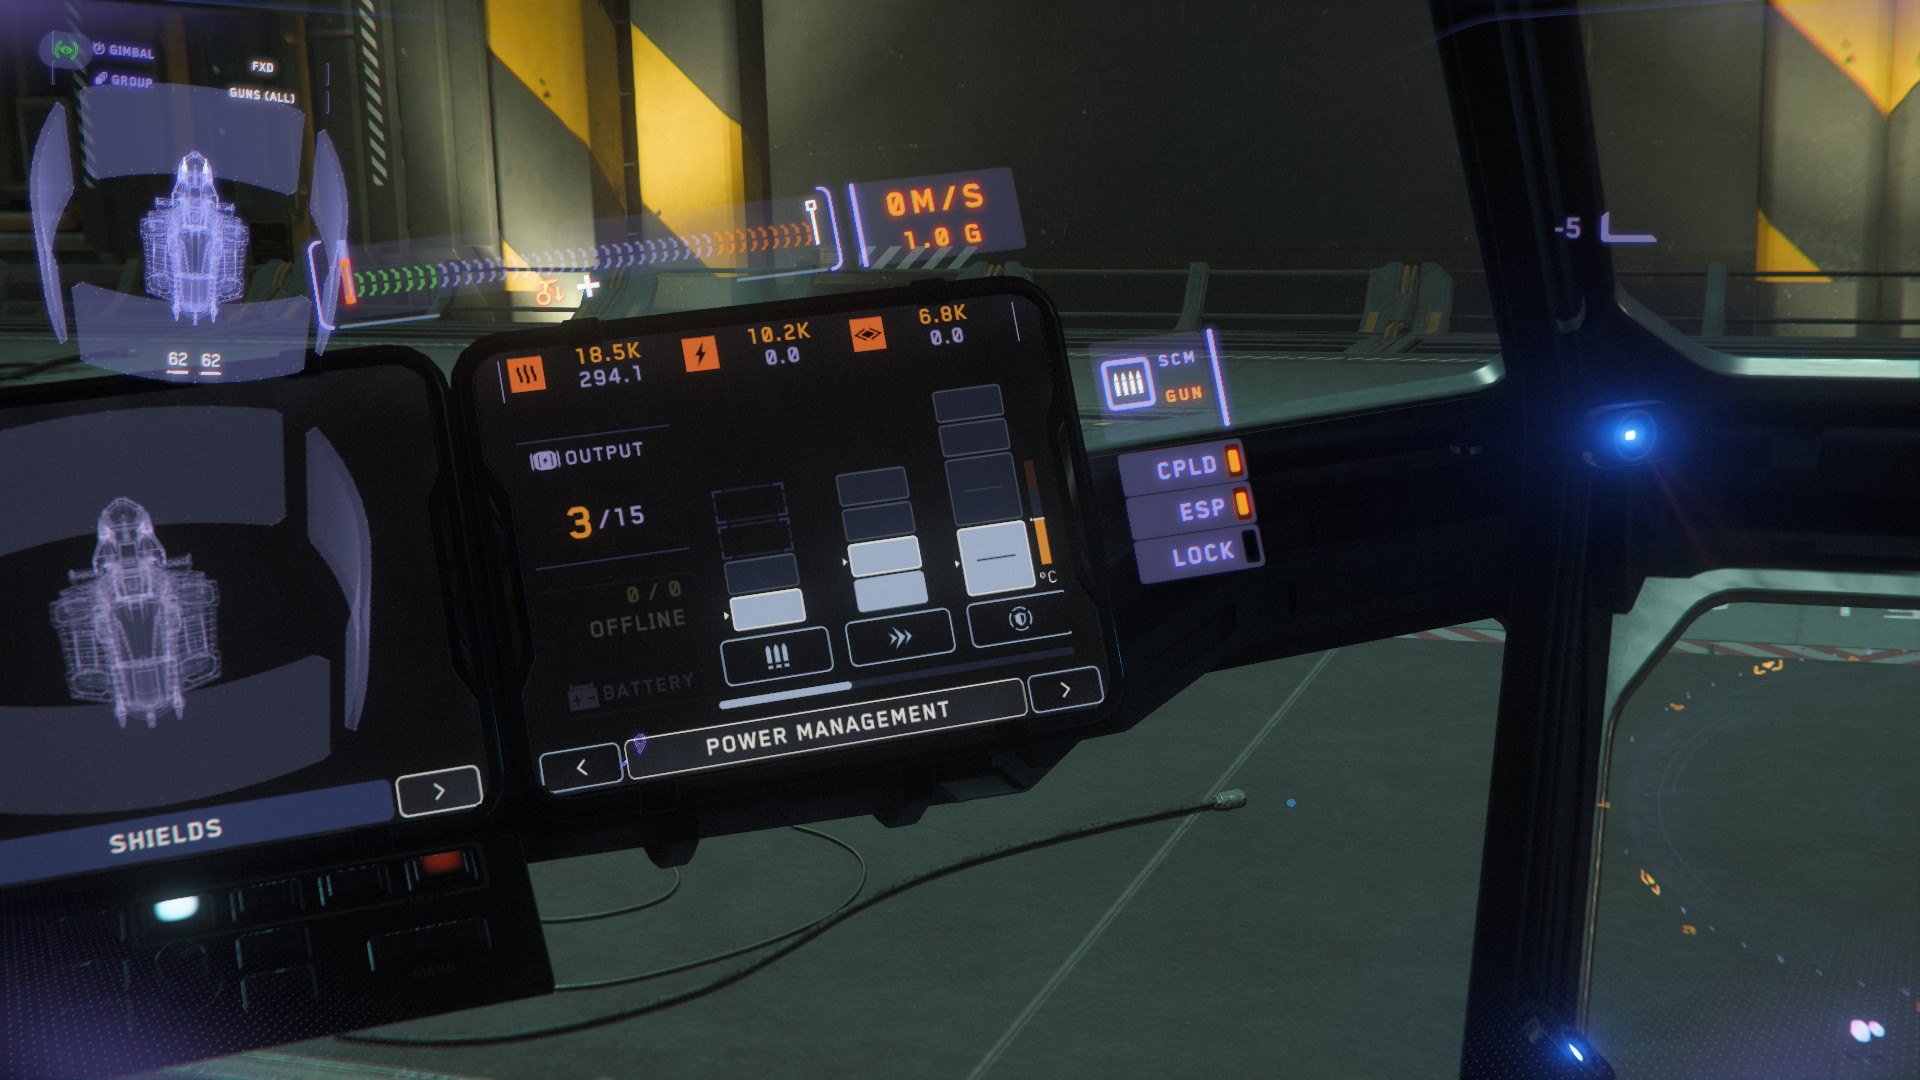 GIMBAL
GROUP
FXD
GUNS (ALL)
62 62
0M/S
1.0 G
-5
18.5K
294.1
10.2K
0.0
6.8K
0.0
OUTPUT
3/15
0 / 0
OFFLINE
BATTERY
°C
< POWER MANAGEMENT >
SCM
GUN
CPLD
ESP
LOCK
SHIELDS >